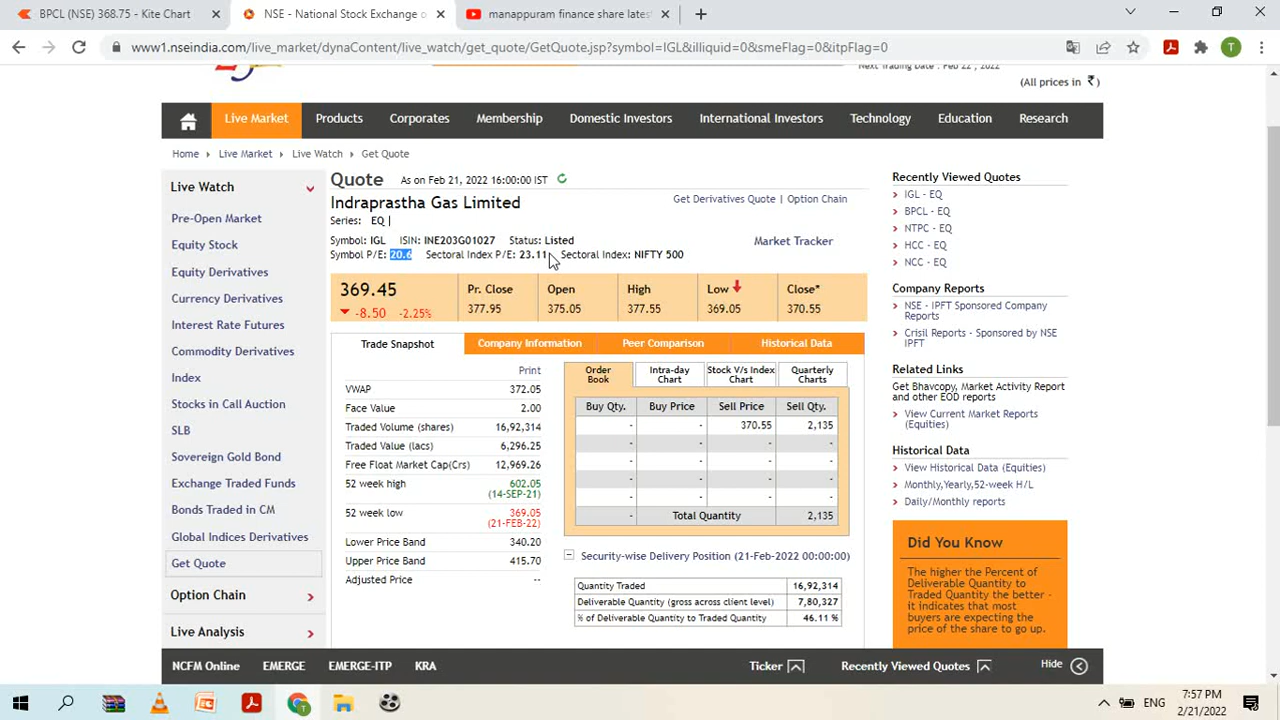 BPCL (NSE) 368.75 - Kite Chart
NSE - National Stock Exchange o
manappuram finance share lates
www1.nseindia.com/live_market/dynaContent/live_watch/get_quote/GetQuote.jsp?symbol=IGL&illiquid=0&smeFlag=0&itpFlag=0
T
Next Trading Date : Feb 22 , 2022
(All prices in ₹ )
Live Market Products Corporates Membership Domestic Investors International Investors Technology Education Research
Home Live Market Live Watch Get Quote
Live Watch
Pre-Open Market
Equity Stock
Equity Derivatives
Currency Derivatives
Interest Rate Futures
Commodity Derivatives
Index
Stocks in Call Auction
SLB
Sovereign Gold Bond
Exchange Traded Funds
Bonds Traded in CM
Global Indices Derivatives
Get Quote
Option Chain
Live Analysis
Quote As on Feb 21, 2022 16:00:00 IST
Get Derivatives Quote | Option Chain
Indraprastha Gas Limited
Series: EQ |
Symbol: IGL ISIN: INE203G01027 Status: Listed
Market Tracker
Symbol P/E: 20.6 Sectoral Index P/E: 23.11 Sectoral Index: NIFTY 500
369.45 Pr. Close Open High Low Close*
-8.50 -2.25% 377.95 375.05 377.55 369.05 370.55
Trade Snapshot Company Information Peer Comparison Historical Data
Print
VWAP 372.05
Face Value 2.00
Traded Volume (shares) 16,92,314
Traded Value (lacs) 6,296.25
Free Float Market Cap(Crs) 12,969.26
52 week high 602.05
(14-SEP-21)
52 week low 369.05
(21-FEB-22)
Lower Price Band 340.20
Upper Price Band 415.70
Adjusted Price --
Order Book
Intra-day Chart
Stock V/s Index Chart
Quarterly Charts
Buy Qty. Buy Price Sell Price Sell Qty.
- - 370.55 2,135
- - - -
- - - -
- - - -
- - - -
- Total Quantity 2,135
Security-wise Delivery Position (21-Feb-2022 00:00:00)
Quantity Traded 16,92,314
Deliverable Quantity (gross across client level) 7,80,327
% of Deliverable Quantity to Traded Quantity 46.11 %
Recently Viewed Quotes
IGL - EQ
BPCL - EQ
NTPC - EQ
HCC - EQ
NCC - EQ
Company Reports
NSE - IPFT Sponsored Company
Reports
Crisil Reports - Sponsored by NSE
IPFT
Related Links
Get Bhavcopy, Market Activity Report
and other EOD reports
View Current Market Reports
(Equities)
Historical Data
View Historical Data (Equities)
Monthly,Yearly,52-week H/L
Daily/Monthly reports
Did You Know
The higher the Percent of
Deliverable Quantity to
Traded Quantity the better -
it indicates that most
buyers are expecting the
price of the share to go up.
NCFM Online EMERGE EMERGE-ITP KRA Ticker Recently Viewed Quotes Hide
ENG
7:57 PM
2/21/2022